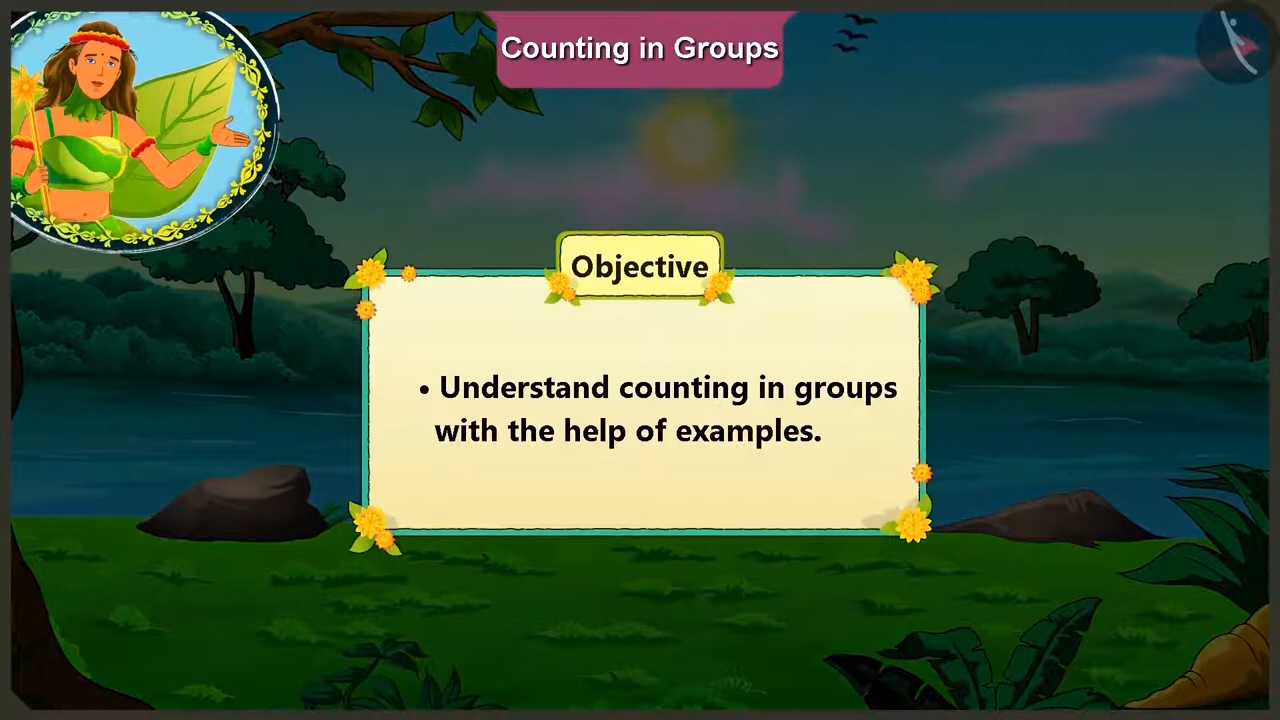 Counting in Groups
Objective
• Understand counting in groups
with the help of examples.